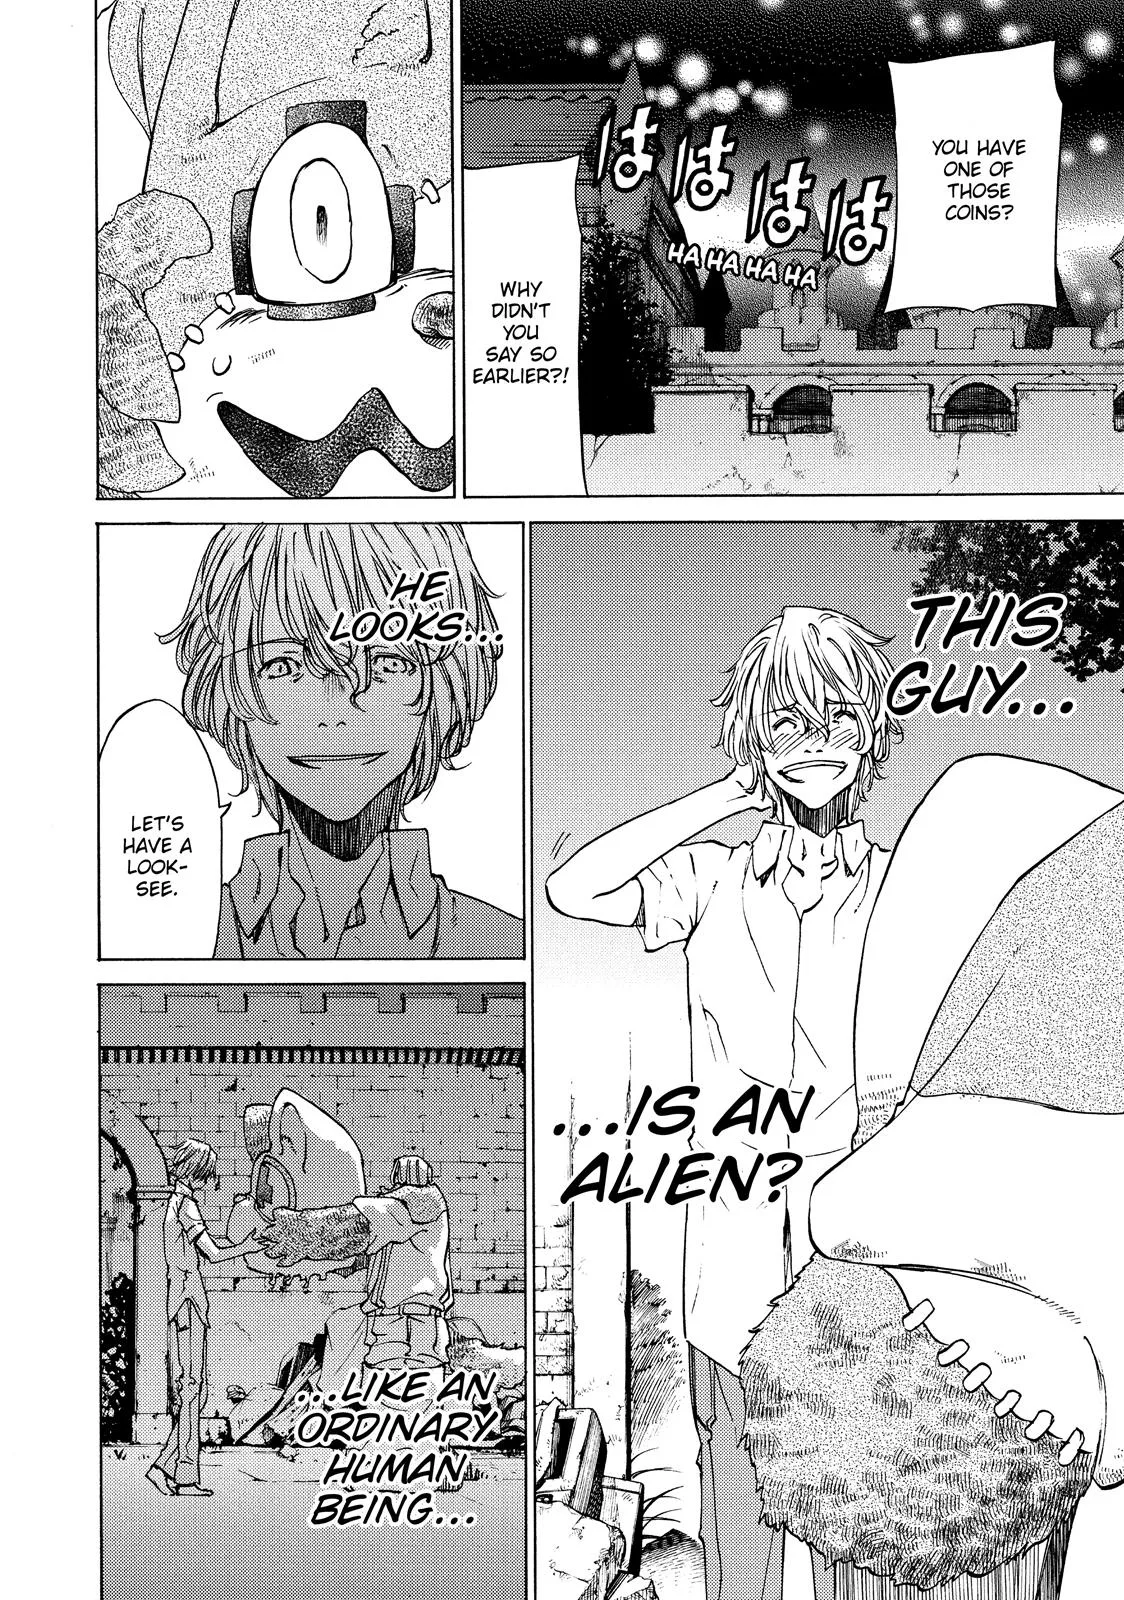 YOU HAVE
ONE OF
THOSE
COINS?
はははは
HA HA HA HA
WHY
DIDN'T
YOU
SAY SO
EARLIER?!
THIS
GUY...
...IS AN
ALIEN?
HE
LOOKS...
LET'S
HAVE A
LOOK-
SEE.
...LIKE AN
ORDINARY
HUMAN
BEING...